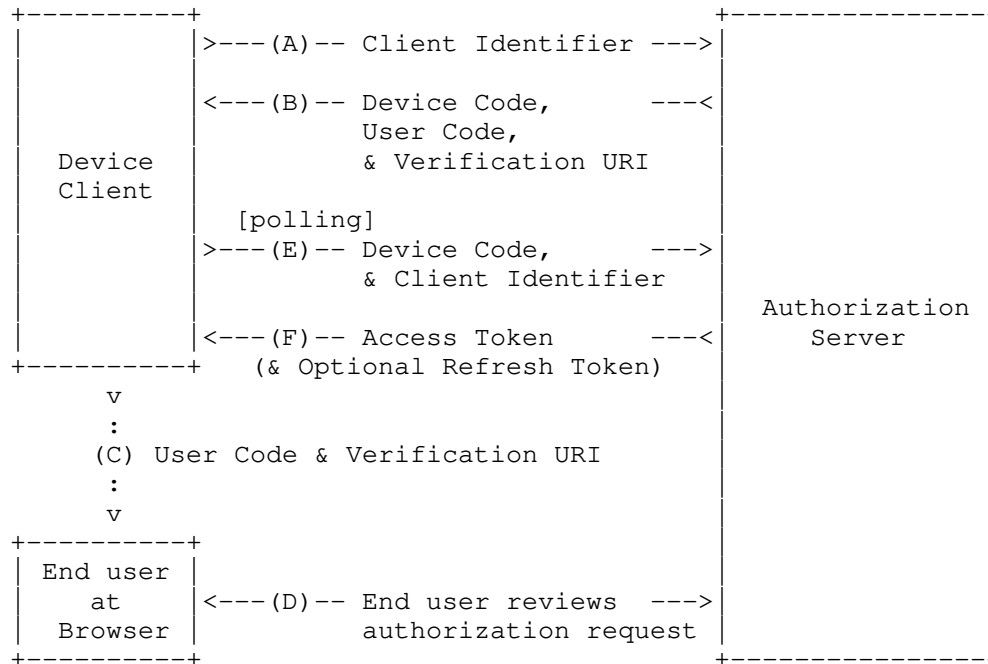 >---(A)-- Client Identifier --->
<---(B)-- Device Code, ---<
User Code,
Device & Verification URI
Client
[polling]
>---(E)-- Device Code, --->
& Client Identifier
Authorization
<---(F)-- Access Token ---< Server
(& Optional Refresh Token)
v
:
(C) User Code & Verification URI
:
v
End user
at <---(D)-- End user reviews --->
Browser authorization request